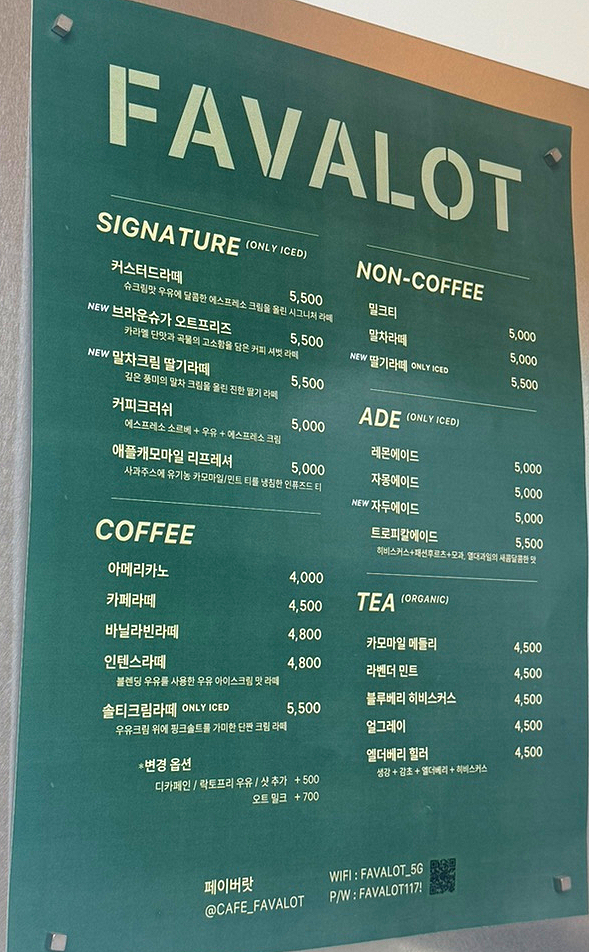 FAVALOT
SIGNATURE (ONLY ICED)
커스터드라떼 5,500
슈크림맛 우유에 달콤한 에스프레소 크림을 올린 시그니처 라떼
NEW 브라운슈가 오트프리즈 5,500
카라멜 단맛과 곡물의 고소함을 담은 커피 셔벗 라떼
NEW 말차크림 딸기라떼 5,500
깊은 풍미의 말차 크림을 올린 진한 딸기 라떼
커피크러쉬 5,000
에스프레소 소르베 + 우유 + 에스프레소 크림
애플캐모마일 리프레셔 5,000
사과주스에 유기농 카모마일/민트 티를 냉침한 인퓨즈드 티
COFFEE
아메리카노 4,000
카페라떼 4,500
바닐라빈라떼 4,800
인텐스라떼 4,800
블렌딩 우유를 사용한 우유 아이스크림 맛 라떼
솔티크림라떼 ONLY ICED 5,500
우유크림 위에 핑크솔트를 가미한 단짠 크림 라떼
*변경 옵션
디카페인 / 락토프리 우유 / 샷 추가 +500
오트 밀크 +700
NON-COFFEE
밀크티 5,000
말차라떼 5,000
NEW 딸기라떼 ONLY ICED 5,500
ADE (ONLY ICED)
레몬에이드 5,000
자몽에이드 5,000
NEW 자두에이드 5,000
트로피칼에이드 5,500
히비스커스+패션후르츠+모과, 열대과일의 새콤달콤한 맛
TEA (ORGANIC)
카모마일 메들리 4,500
라벤더 민트 4,500
블루베리 히비스커스 4,500
얼그레이 4,500
엘더베리 힐러 4,500
생강 + 감초 + 엘더베리 + 히비스커스
페이버랏
@CAFE_FAVALOT
WIFI : FAVALOT_5G
P/W : FAVALOT117!